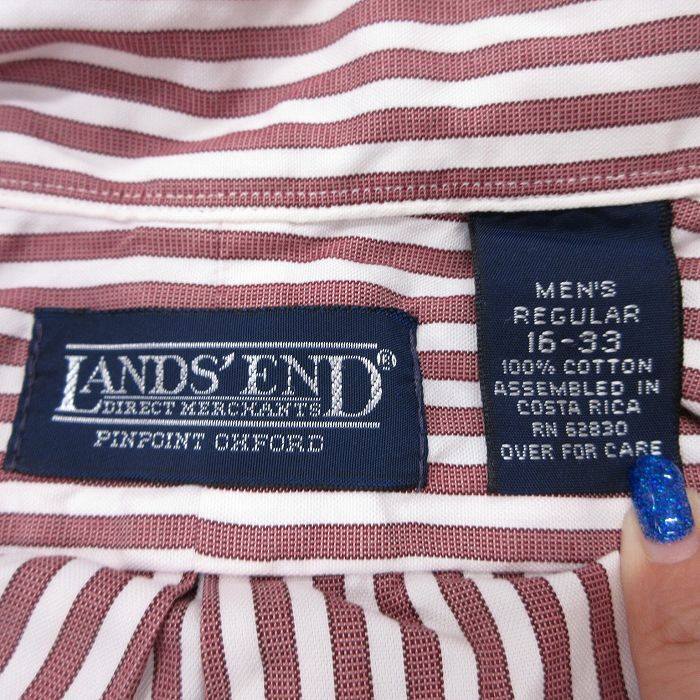 LANDS' END®
DIRECT MERCHANTS
PINPOINT OXFORD
MEN'S
REGULAR
16-33
100% COTTON
ASSEMBLED IN
COSTA RICA
RN 62830
OVER FOR CARE